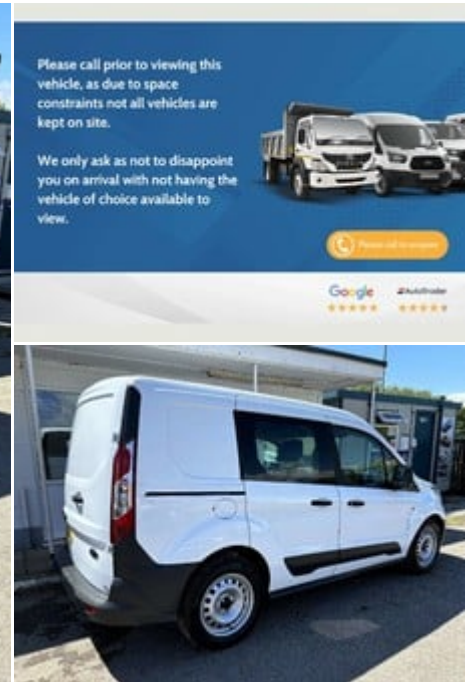 Please call prior to viewing this
vehicle, as due to space
constraints not all vehicles are
kept on site.
We only ask as not to disappoint
you on arrival with not having the
vehicle of choice available to
view.
Please call to enquire
Google
AutoTrader